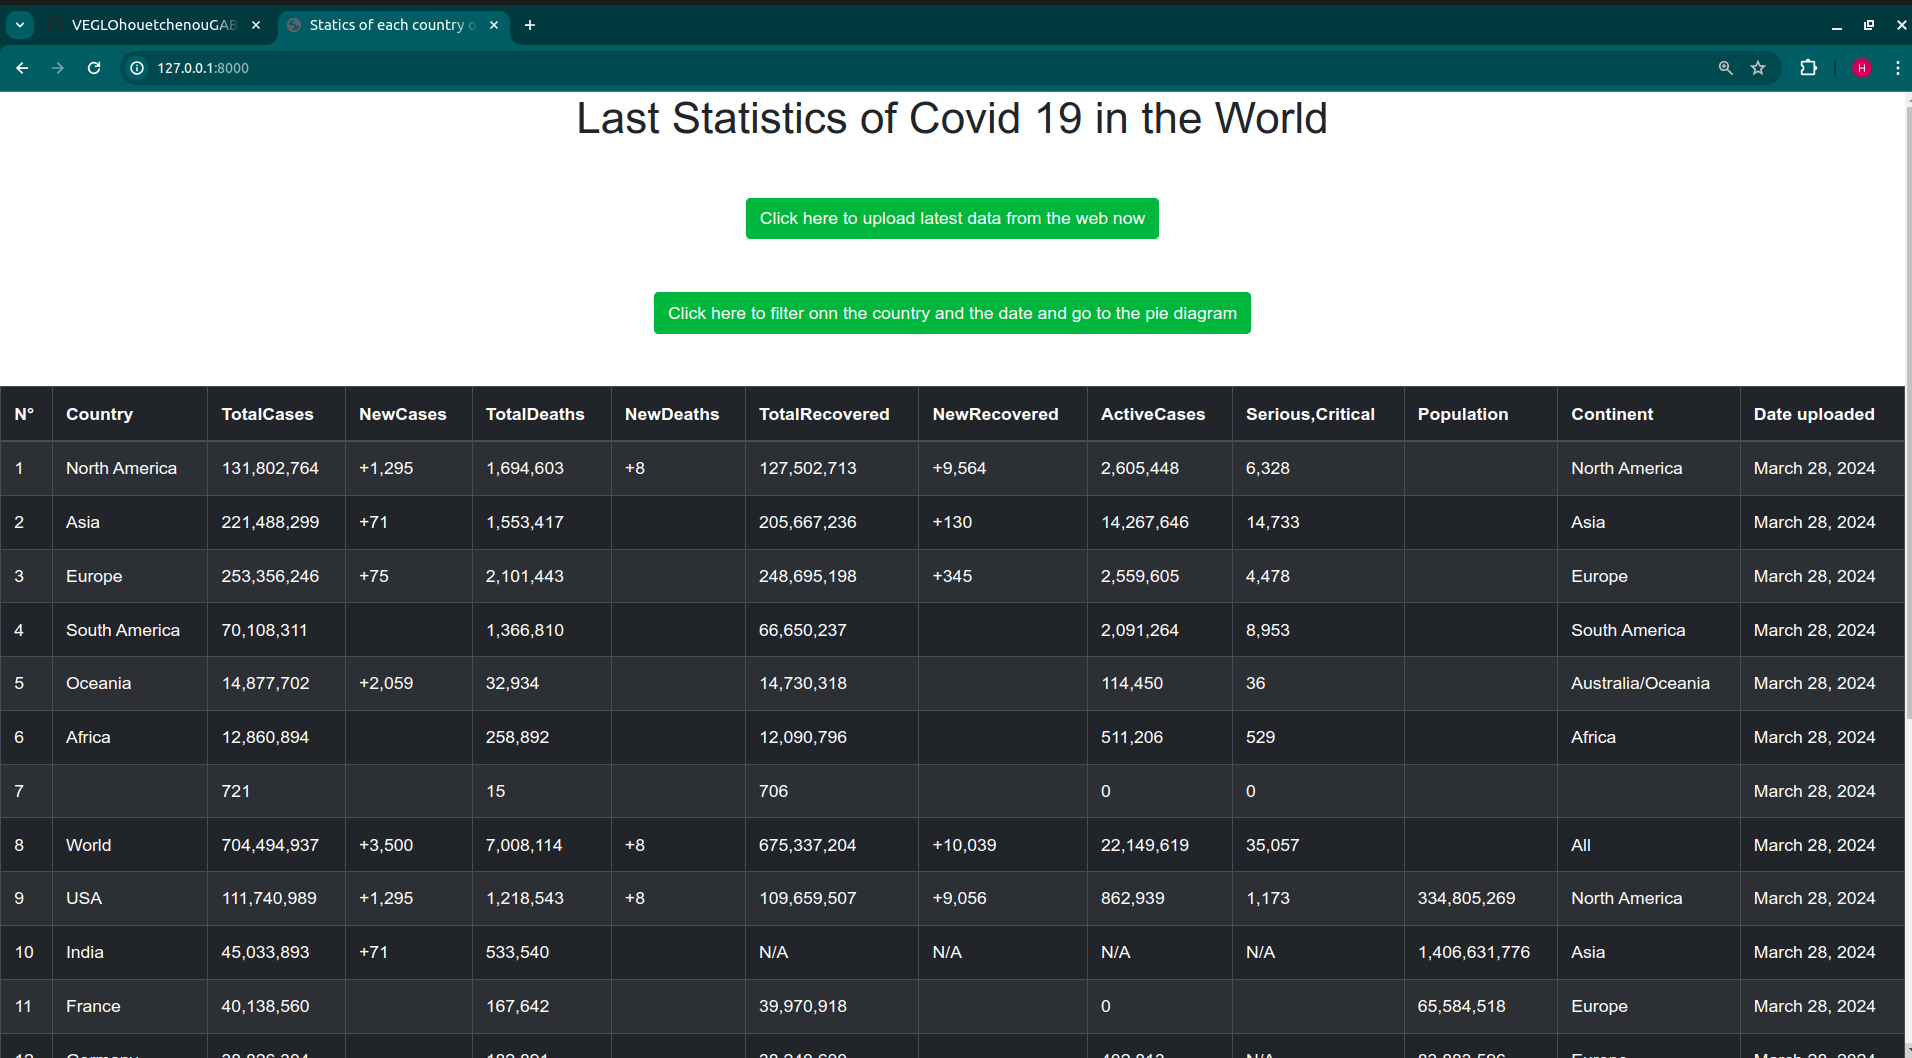 VEGLOhouetchenouGAB
Statics of each country o
127.0.0.1:8000
H
Last Statistics of Covid 19 in the World
Click here to upload latest data from the web now
Click here to filter onn the country and the date and go to the pie diagram
N° Country TotalCases NewCases TotalDeaths NewDeaths TotalRecovered NewRecovered ActiveCases Serious,Critical Population Continent Date uploaded
1 North America 131,802,764 +1,295 1,694,603 +8 127,502,713 +9,564 2,605,448 6,328 North America March 28, 2024
2 Asia 221,488,299 +71 1,553,417 205,667,236 +130 14,267,646 14,733 Asia March 28, 2024
3 Europe 253,356,246 +75 2,101,443 248,695,198 +345 2,559,605 4,478 Europe March 28, 2024
4 South America 70,108,311 1,366,810 66,650,237 2,091,264 8,953 South America March 28, 2024
5 Oceania 14,877,702 +2,059 32,934 14,730,318 114,450 36 Australia/Oceania March 28, 2024
6 Africa 12,860,894 258,892 12,090,796 511,206 529 Africa March 28, 2024
7 721 15 706 0 0 March 28, 2024
8 World 704,494,937 +3,500 7,008,114 +8 675,337,204 +10,039 22,149,619 35,057 All March 28, 2024
9 USA 111,740,989 +1,295 1,218,543 +8 109,659,507 +9,056 862,939 1,173 334,805,269 North America March 28, 2024
10 India 45,033,893 +71 533,540 N/A N/A N/A N/A 1,406,631,776 Asia March 28, 2024
11 France 40,138,560 167,642 39,970,918 0 65,584,518 Europe March 28, 2024
12 Germany N/A Europe March 28, 2024